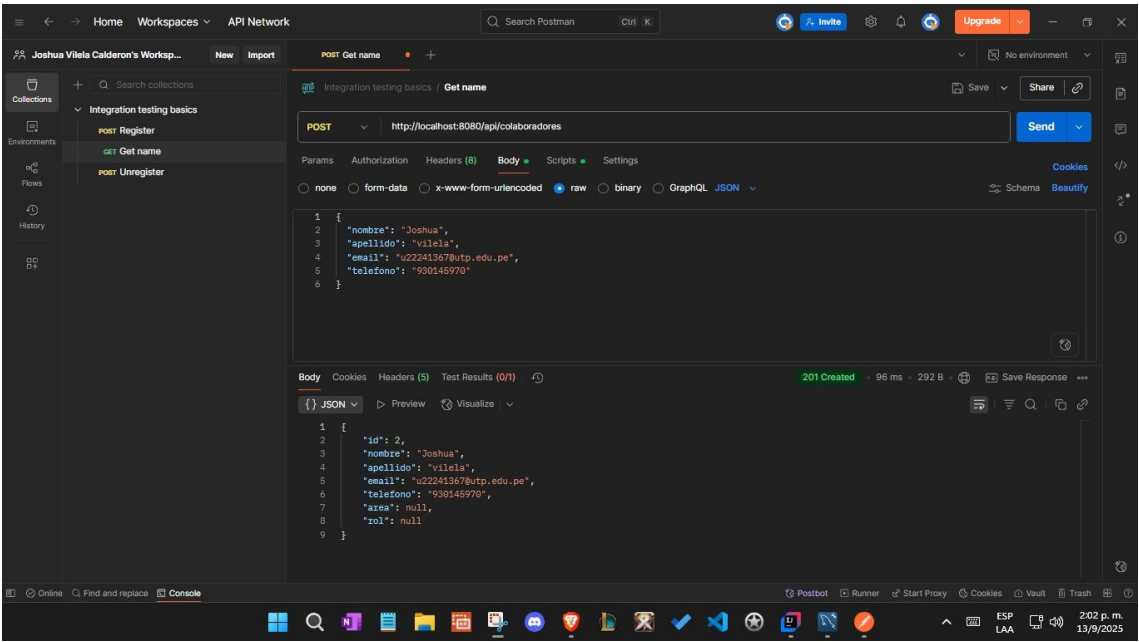 Home Workspaces API Network Search Postman Ctrl K Invite Upgrade
Joshua Vilela Calderon's Worksp... New Import POST Get name No environment
Collections
Environments
Flows
History
Search collections
Integration testing basics
POST Register
GET Get name
POST Unregister
Integration testing basics / Get name Save Share
POST http://localhost:8080/api/colaboradores Send
Params Authorization Headers (8) Body Scripts Settings Cookies
none form-data x-www-form-urlencoded raw binary GraphQL JSON Schema Beautify
1 {
2 "nombre": "Joshua",
3 "apellido": "vilela",
4 "email": "u22241367@utp.edu.pe",
5 "telefono": "930145970"
6 }
Body Cookies Headers (5) Test Results (0/1) 201 Created 96 ms 292 B Save Response
{} JSON Preview Visualize
1 {
2 "id": 2,
3 "nombre": "Joshua",
4 "apellido": "vilela",
5 "email": "u22241367@utp.edu.pe",
6 "telefono": "930145970",
7 "area": null,
8 "rol": null
9 }
Online Find and replace Console Postbot Runner Start Proxy Cookies Vault Trash
ESP
LAA
2:02 p. m.
13/9/2025